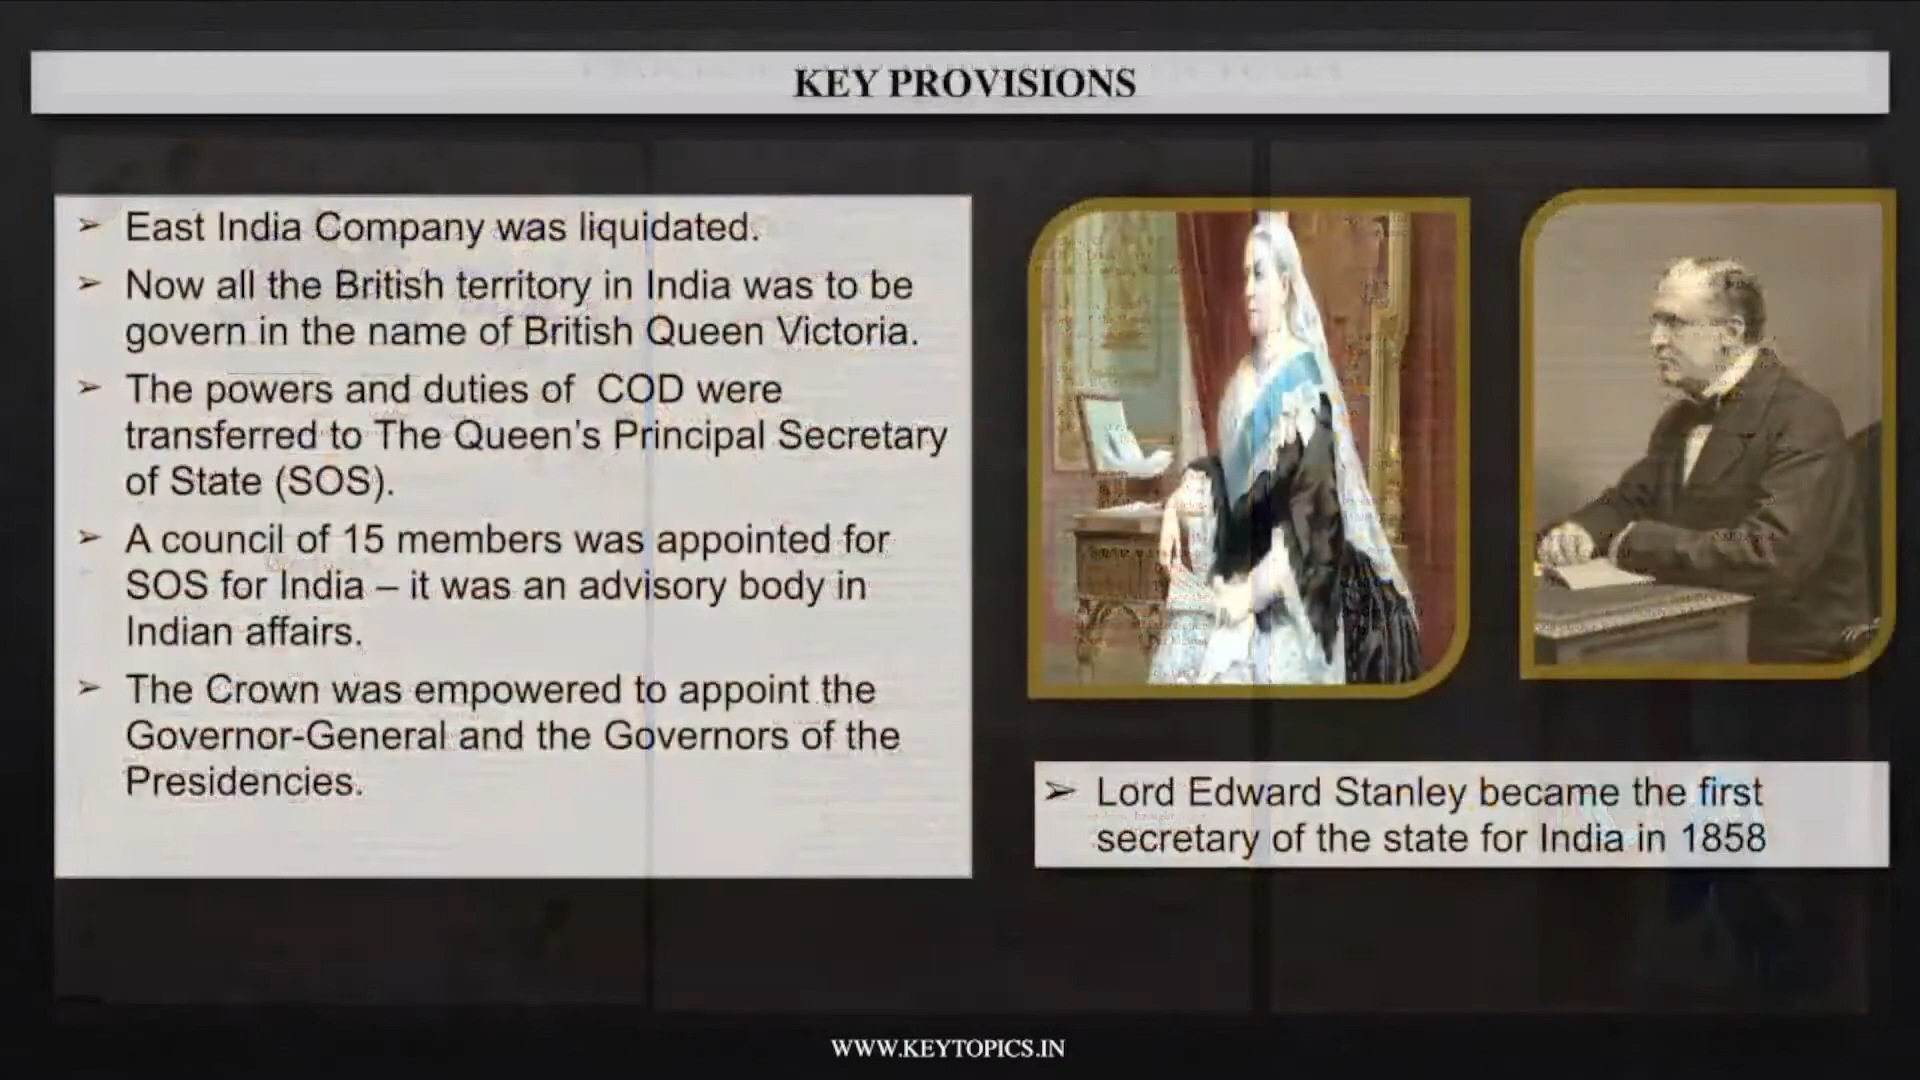 KEY PROVISIONS
➢ East India Company was liquidated.
➢ Now all the British territory in India was to be
govern in the name of British Queen Victoria.
➢ The powers and duties of COD were
transferred to The Queen's Principal Secretary
of State (SOS).
➢ A council of 15 members was appointed for
SOS for India – it was an advisory body in
Indian affairs.
➢ The Crown was empowered to appoint the
Governor-General and the Governors of the
Presidencies.
➢ Lord Edward Stanley became the first
secretary of the state for India in 1858
WWW.KEYTOPICS.IN